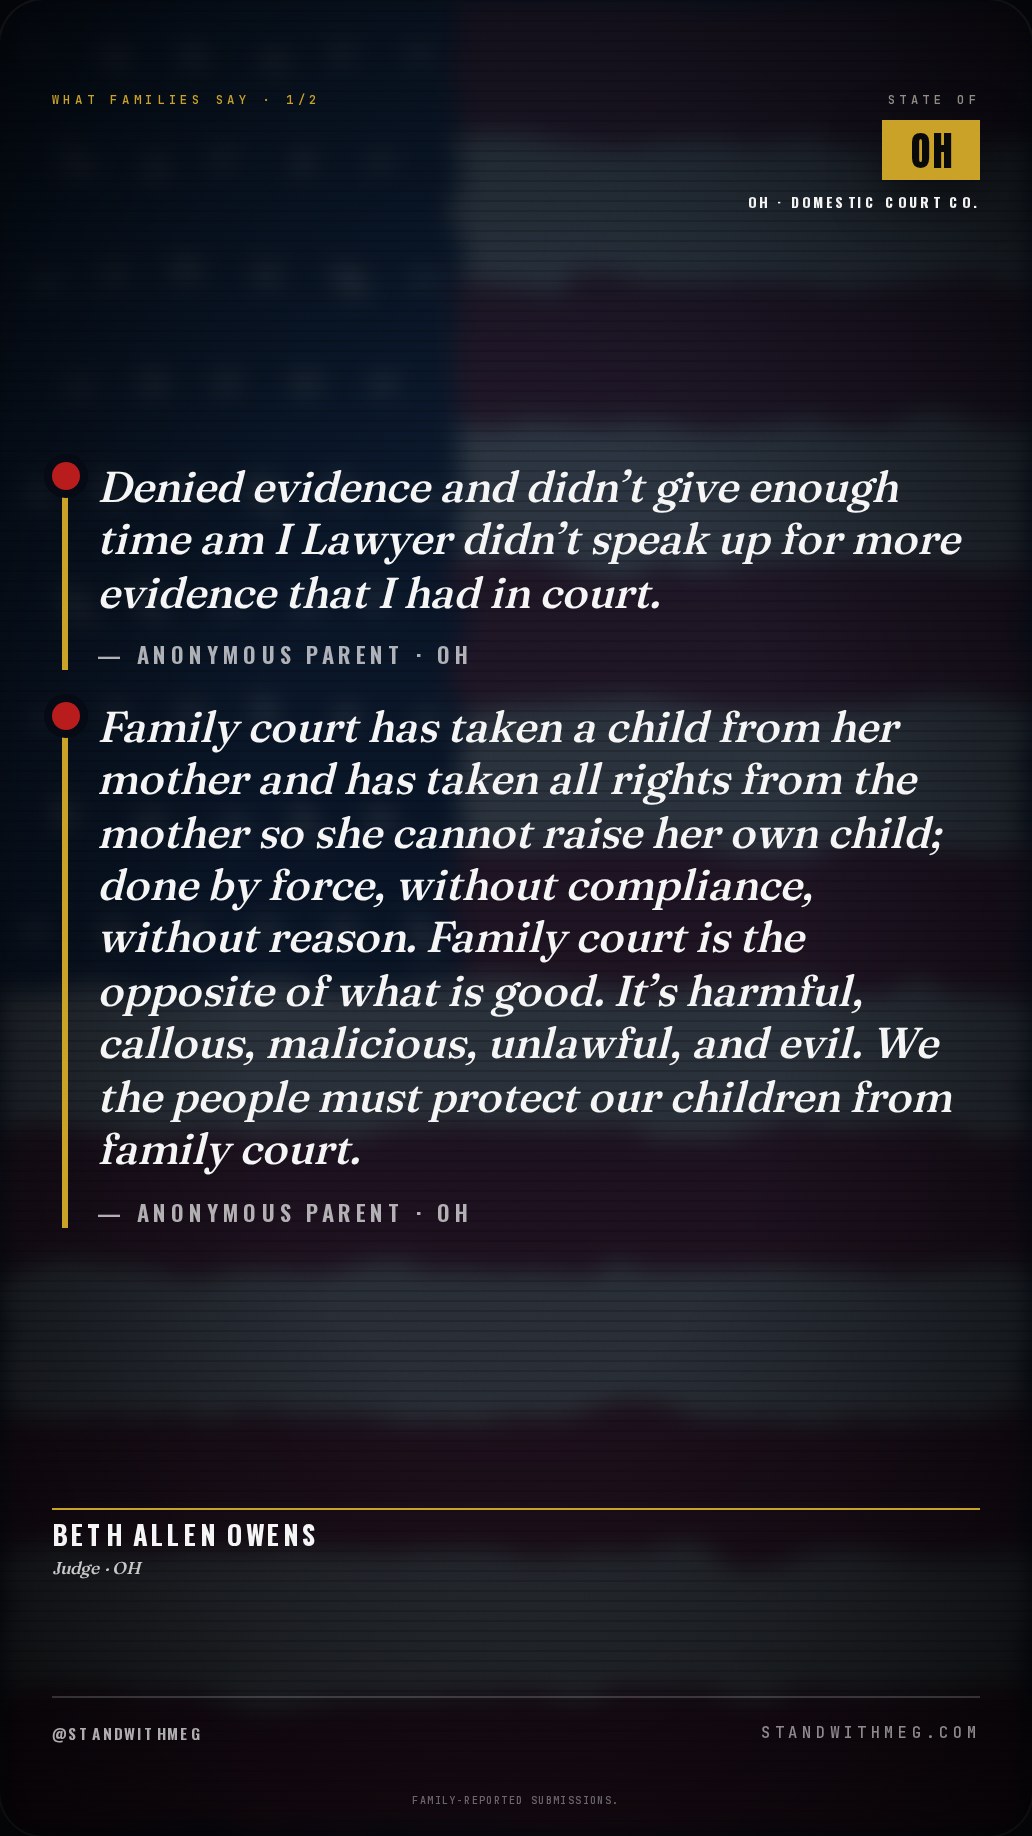 WHAT FAMILIES SAY · 1/2
STATE OF
OH
OH · DOMESTIC COURT CO.
Denied evidence and didn’t give enough
time am I Lawyer didn’t speak up for more
evidence that I had in court.
— ANONYMOUS PARENT · OH
Family court has taken a child from her
mother and has taken all rights from the
mother so she cannot raise her own child;
done by force, without compliance,
without reason. Family court is the
opposite of what is good. It’s harmful,
callous, malicious, unlawful, and evil. We
the people must protect our children from
family court.
— ANONYMOUS PARENT · OH
BETH ALLEN OWENS
Judge · OH
@STANDWITHMEG
STANDWITHMEG.COM
FAMILY-REPORTED SUBMISSIONS.